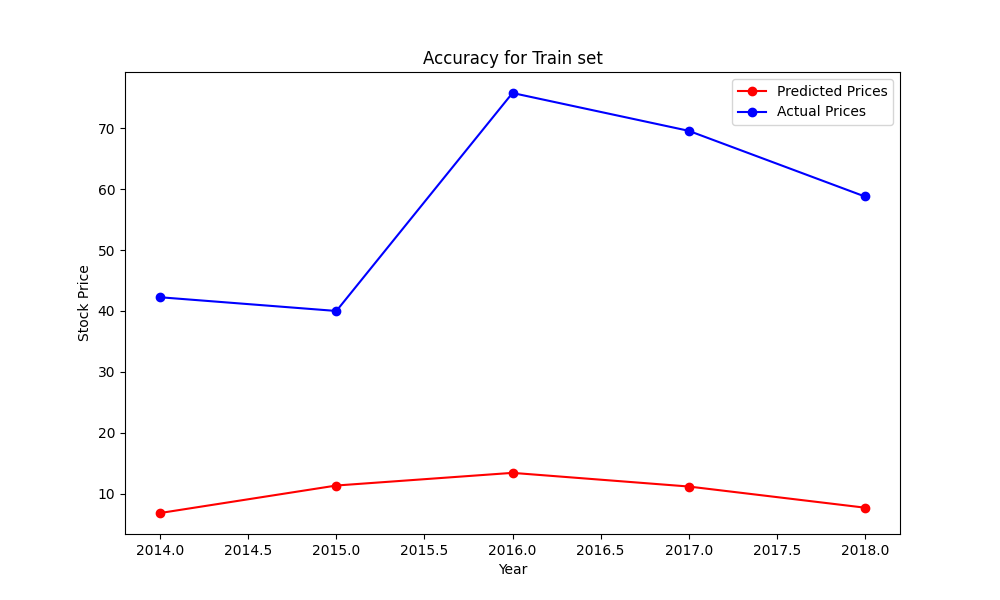 Accuracy for Train set
Predicted Prices
Actual Prices
Stock Price
70
60
50
40
30
20
10
2014.0 2014.5 2015.0 2015.5 2016.0 2016.5 2017.0 2017.5 2018.0
Year